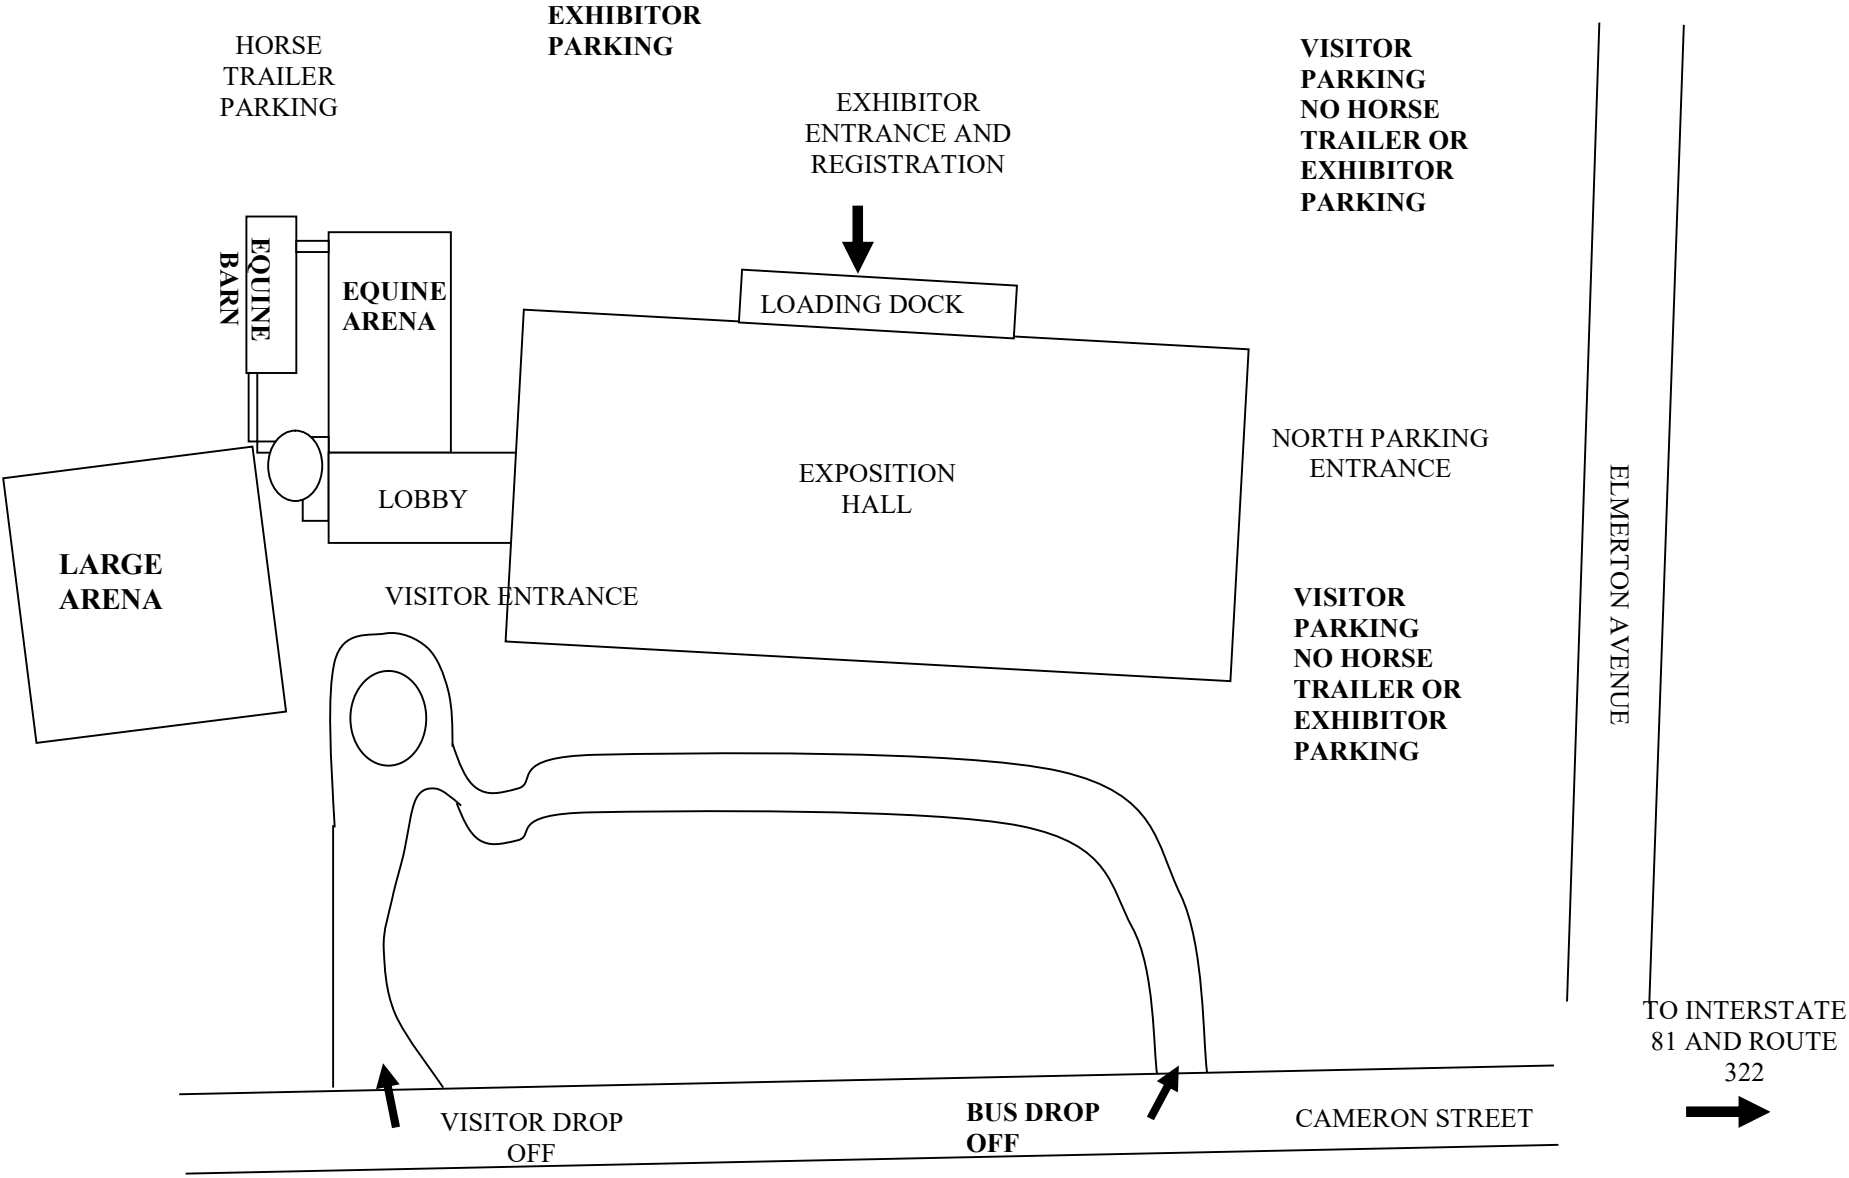 EXHIBITOR
PARKING
HORSE
TRAILER
PARKING
VISITOR
PARKING
NO HORSE
TRAILER OR
EXHIBITOR
PARKING
EXHIBITOR
ENTRANCE AND
REGISTRATION
EQUINE
BARN
EQUINE
ARENA
LOADING DOCK
NORTH PARKING
ENTRANCE
EXPOSITION
HALL
LOBBY
ELMERTON AVENUE
LARGE
ARENA
VISITOR ENTRANCE
VISITOR
PARKING
NO HORSE
TRAILER OR
EXHIBITOR
PARKING
TO INTERSTATE
81 AND ROUTE
322
VISITOR DROP
OFF
BUS DROP
OFF
CAMERON STREET